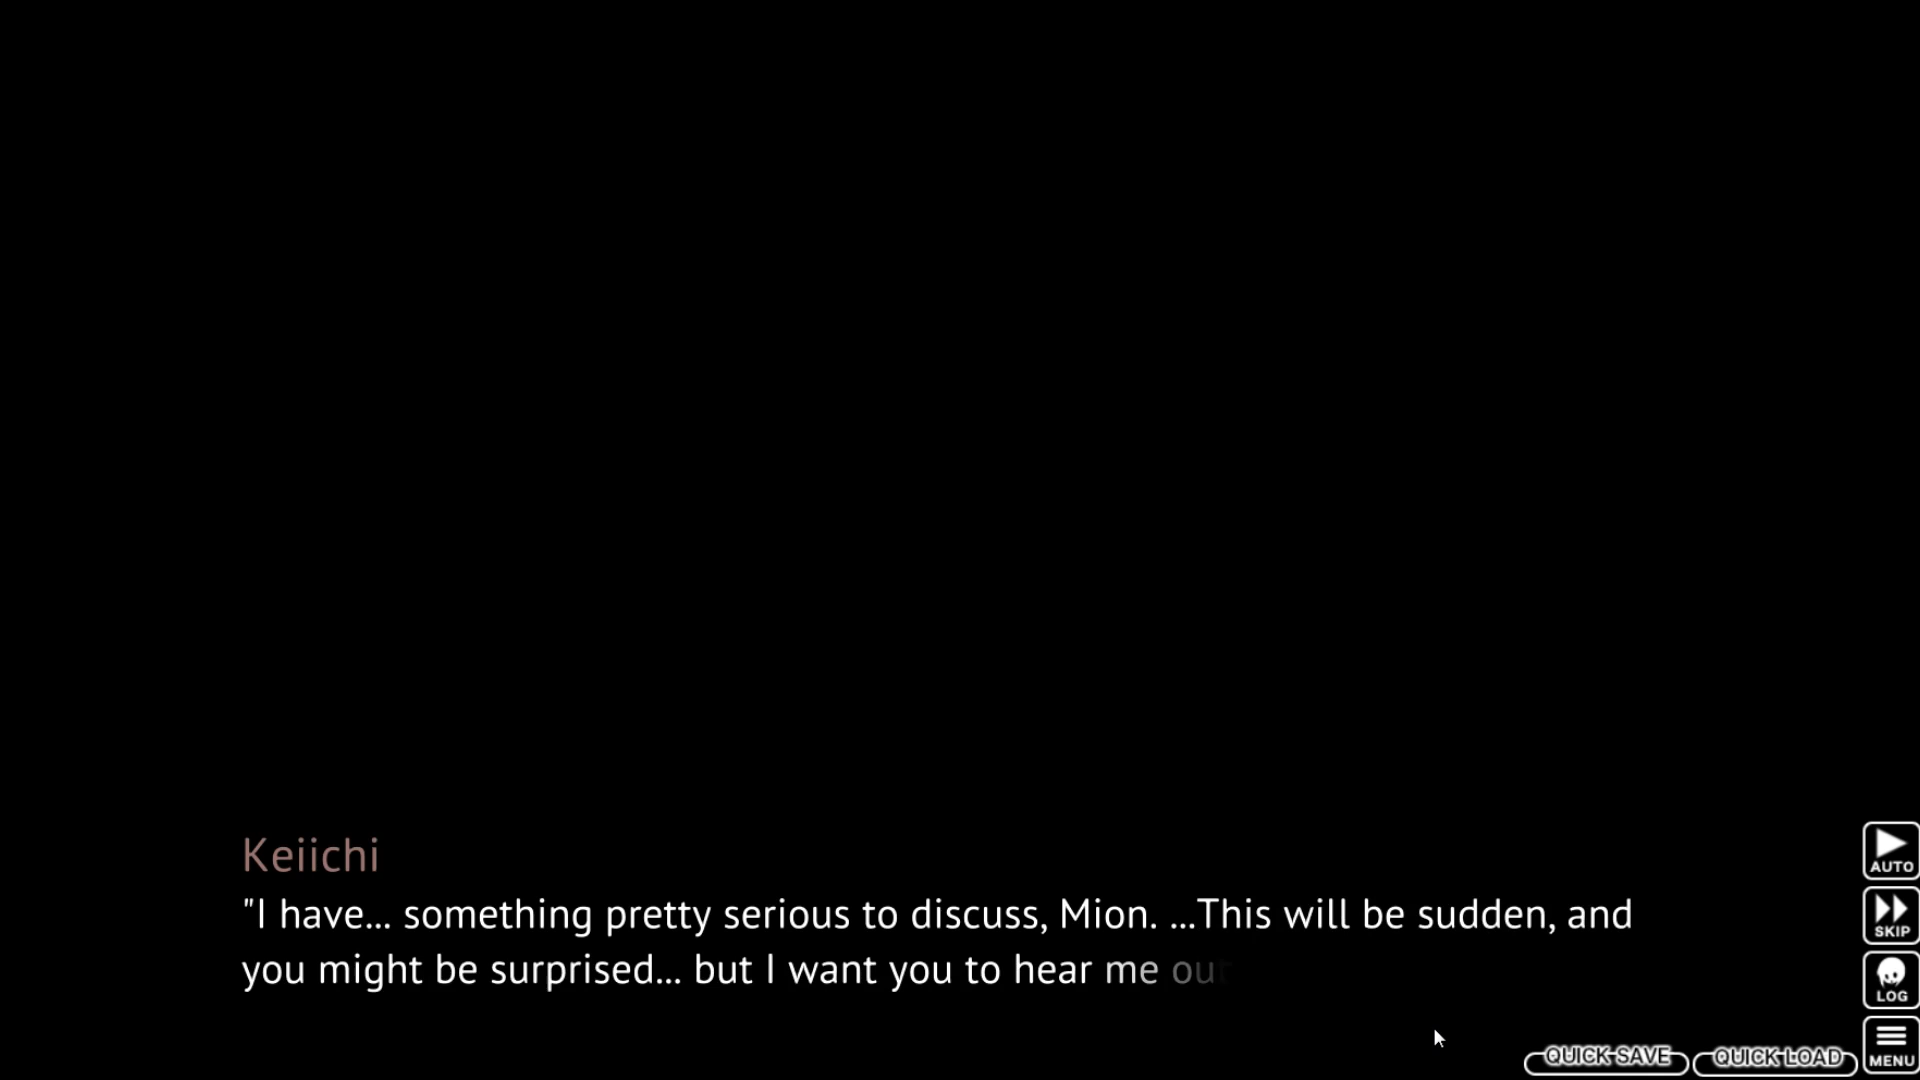 Keiichi
"I have... something pretty serious to discuss, Mion. ...This will be sudden, and
you might be surprised... but I want you to hear me out
AUTO
SKIP
LOG
MENU
QUICK SAVE
QUICK LOAD